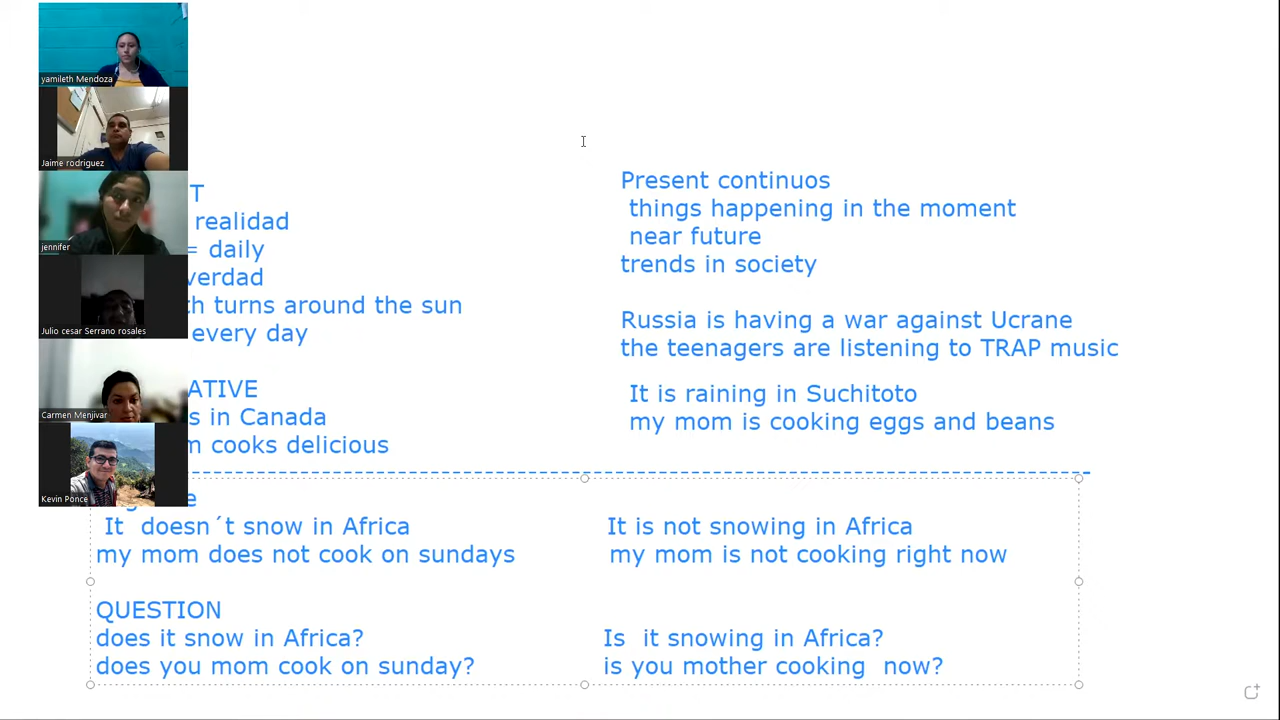 yamileth Mendoza
Jaime rodriguez
jennifer
Julio cesar Serrano rosales
Carmen Menjivar
Kevin Ponce
T
realidad
= daily
verdad
th turns around the sun
every day
ATIVE
s in Canada
m cooks delicious
It doesn´t snow in Africa
my mom does not cook on sundays
QUESTION
does it snow in Africa?
does you mom cook on sunday?
Present continuos
things happening in the moment
near future
trends in society
Russia is having a war against Ucrane
the teenagers are listening to TRAP music
It is raining in Suchitoto
my mom is cooking eggs and beans
It is not snowing in Africa
my mom is not cooking right now
Is it snowing in Africa?
is you mother cooking now?